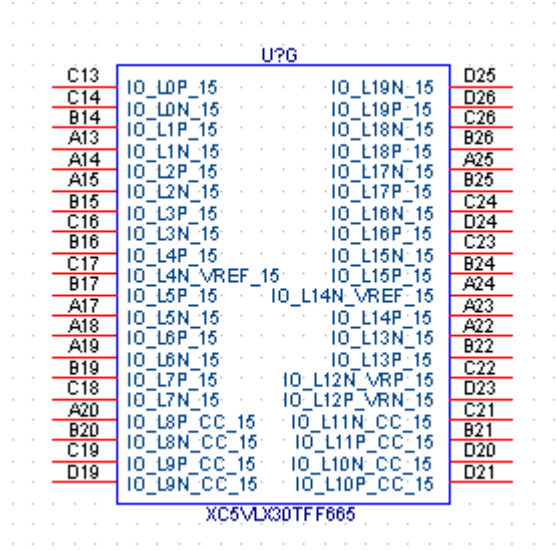 U?G
C13 IO_L0P_15 IO_L19N_15 D25
C14 IO_L0N_15 IO_L19P_15 D26
B14 IO_L1P_15 IO_L18N_15 C26
A13 IO_L1N_15 IO_L18P_15 B26
A14 IO_L2P_15 IO_L17N_15 A25
A15 IO_L2N_15 IO_L17P_15 B25
B15 IO_L3P_15 IO_L16N_15 C24
C16 IO_L3N_15 IO_L16P_15 D24
B16 IO_L4P_15 IO_L15N_15 C23
C17 IO_L4N_VREF_15 IO_L15P_15 B24
B17 IO_L5P_15 IO_L14N_VREF_15 A24
A17 IO_L5N_15 IO_L14P_15 A23
A18 IO_L6P_15 IO_L13N_15 A22
A19 IO_L6N_15 IO_L13P_15 B22
B19 IO_L7P_15 IO_L12N_VRP_15 C22
C18 IO_L7N_15 IO_L12P_VRN_15 D23
A20 IO_L8P_CC_15 IO_L11N_CC_15 C21
B20 IO_L8N_CC_15 IO_L11P_CC_15 B21
C19 IO_L9P_CC_15 IO_L10N_CC_15 D20
D19 IO_L9N_CC_15 IO_L10P_CC_15 D21
XC5VLX30TFF665